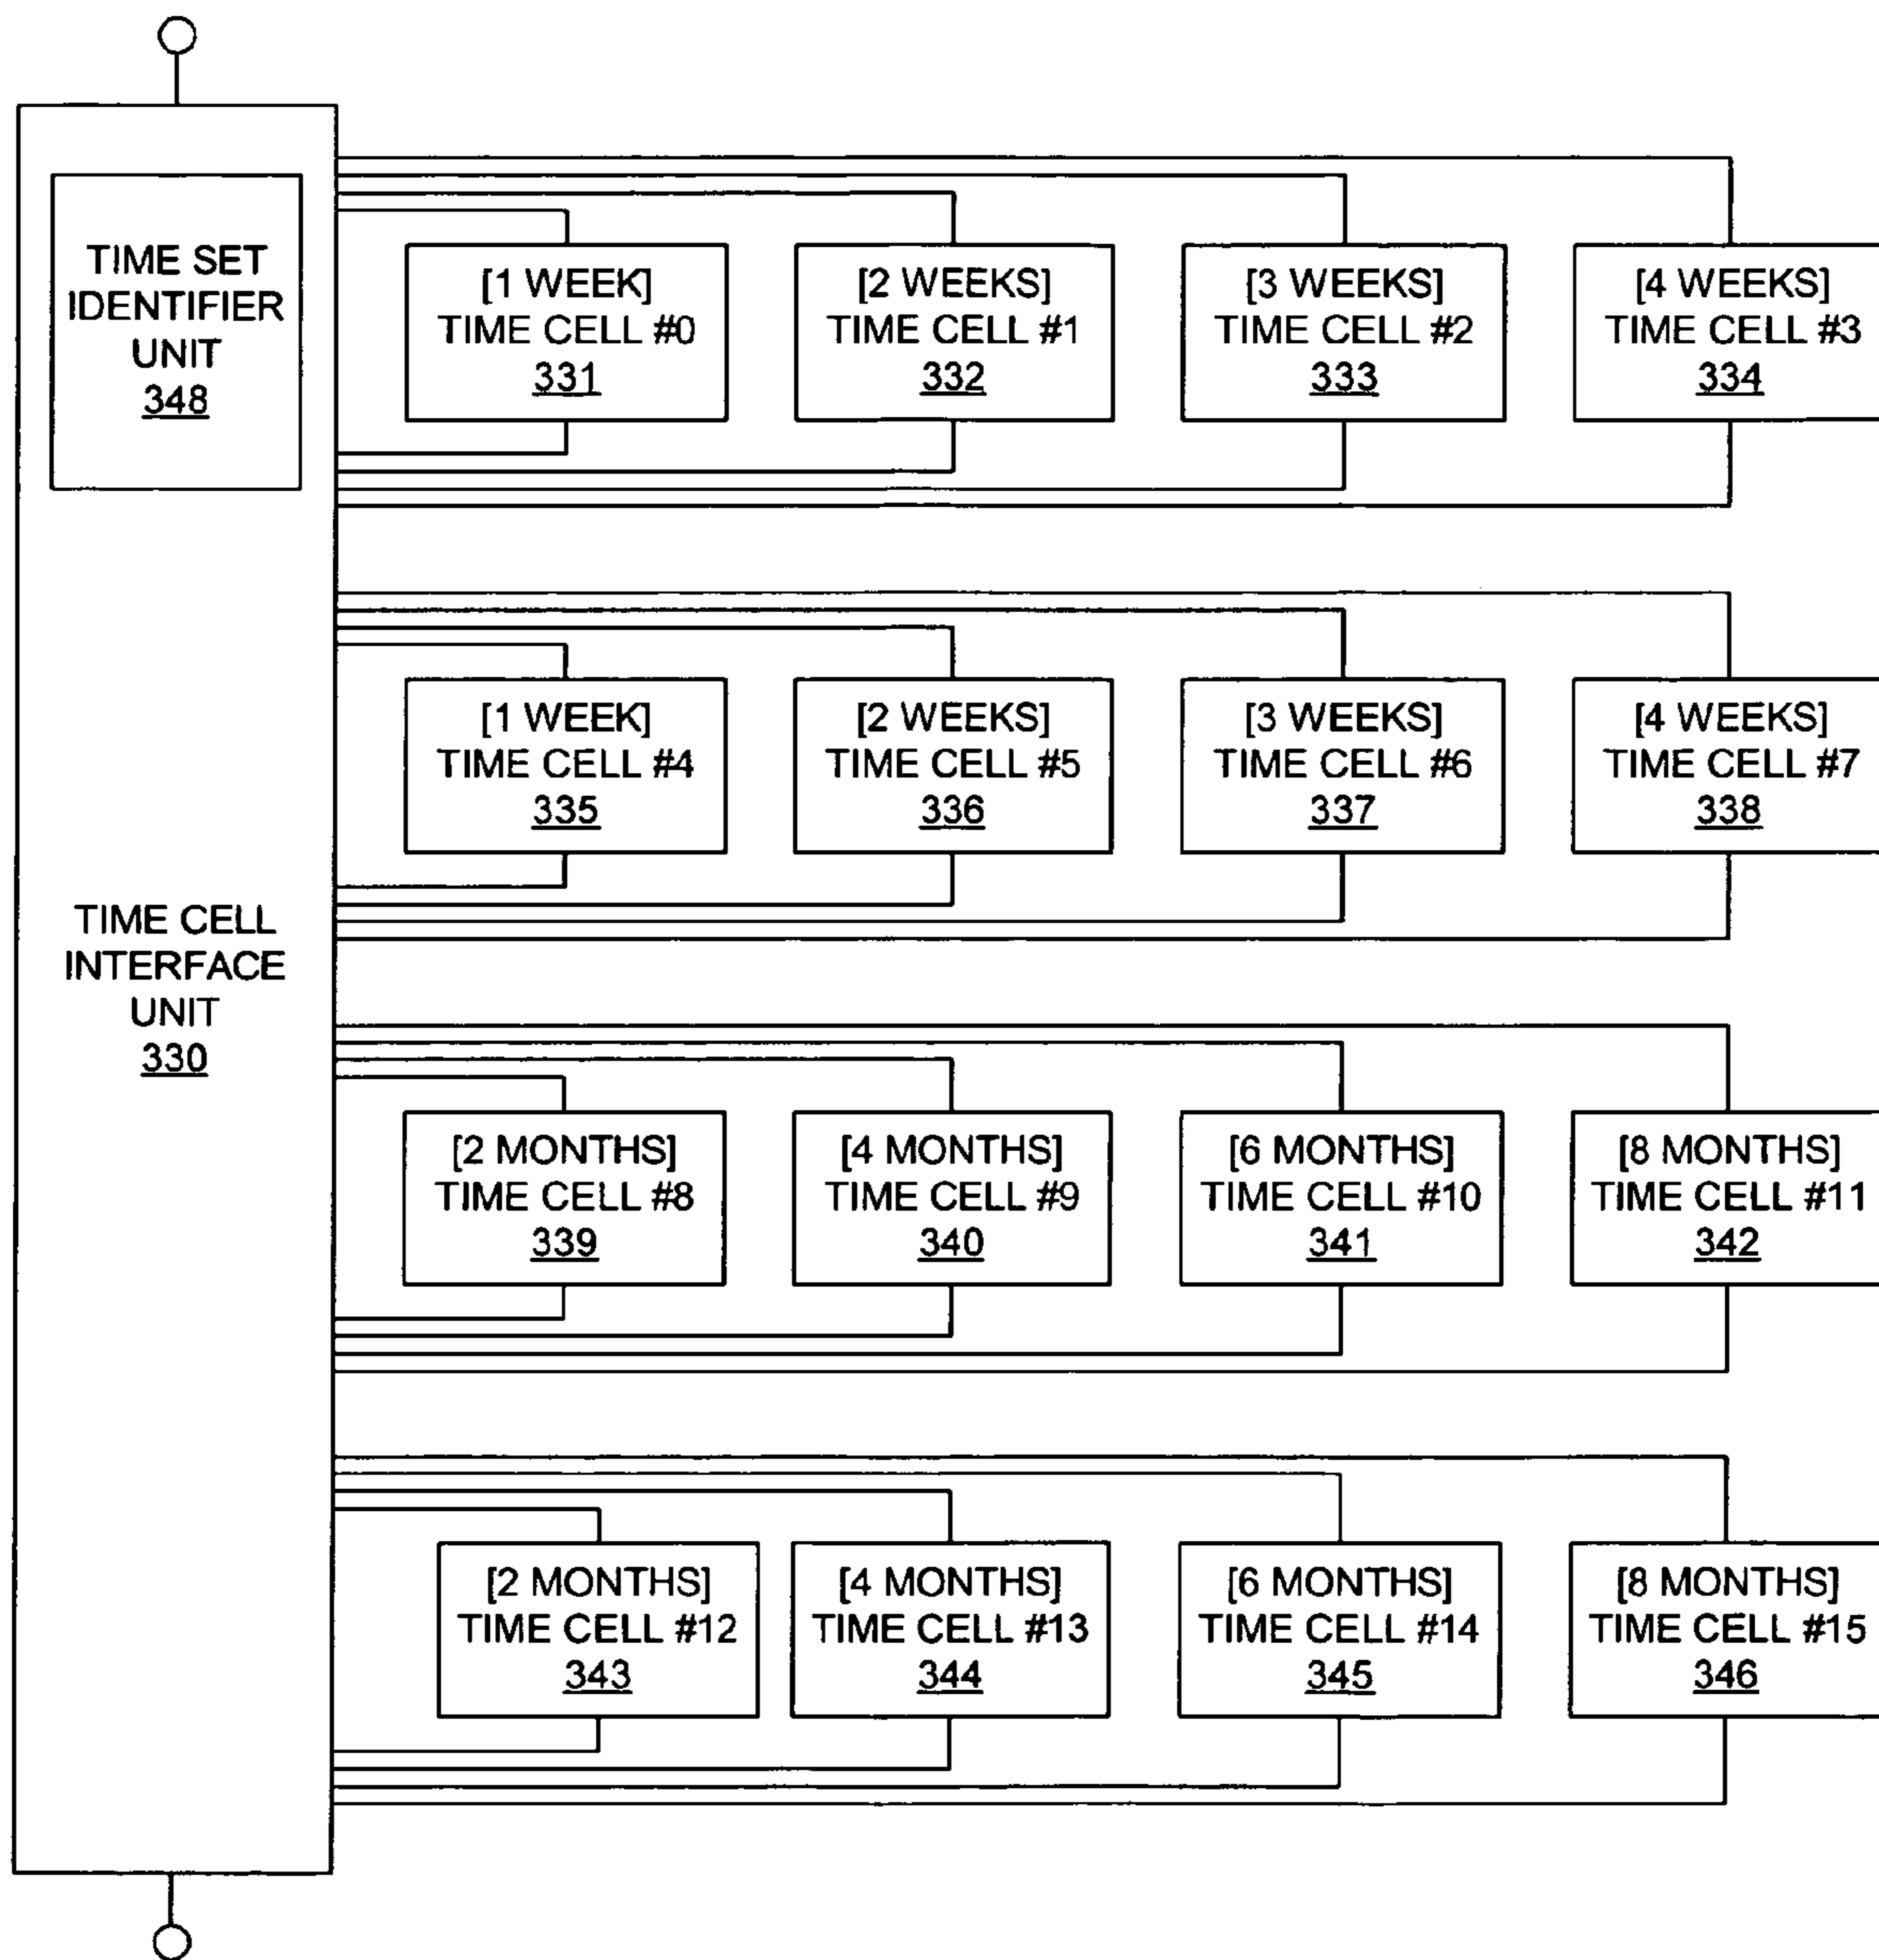 TIME SET
IDENTIFIER
UNIT
348
[1 WEEK]
TIME CELL #0
331
[2 WEEKS]
TIME CELL #1
332
[3 WEEKS]
TIME CELL #2
333
[4 WEEKS]
TIME CELL #3
334
[1 WEEK]
TIME CELL #4
335
[2 WEEKS]
TIME CELL #5
336
[3 WEEKS]
TIME CELL #6
337
[4 WEEKS]
TIME CELL #7
338
TIME CELL
INTERFACE
UNIT
330
[2 MONTHS]
TIME CELL #8
339
[4 MONTHS]
TIME CELL #9
340
[6 MONTHS]
TIME CELL #10
341
[8 MONTHS]
TIME CELL #11
342
[2 MONTHS]
TIME CELL #12
343
[4 MONTHS]
TIME CELL #13
344
[6 MONTHS]
TIME CELL #14
345
[8 MONTHS]
TIME CELL #15
346